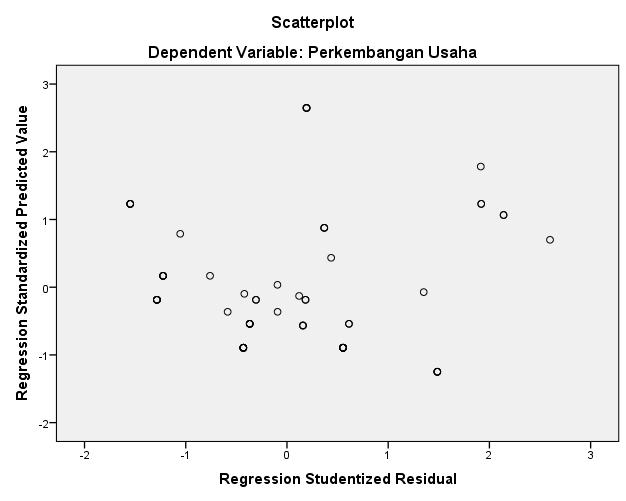 Scatterplot
Dependent Variable: Perkembangan Usaha
Regression Standardized Predicted Value
3
2
1
0
-1
-2
-2 -1 0 1 2 3
Regression Studentized Residual